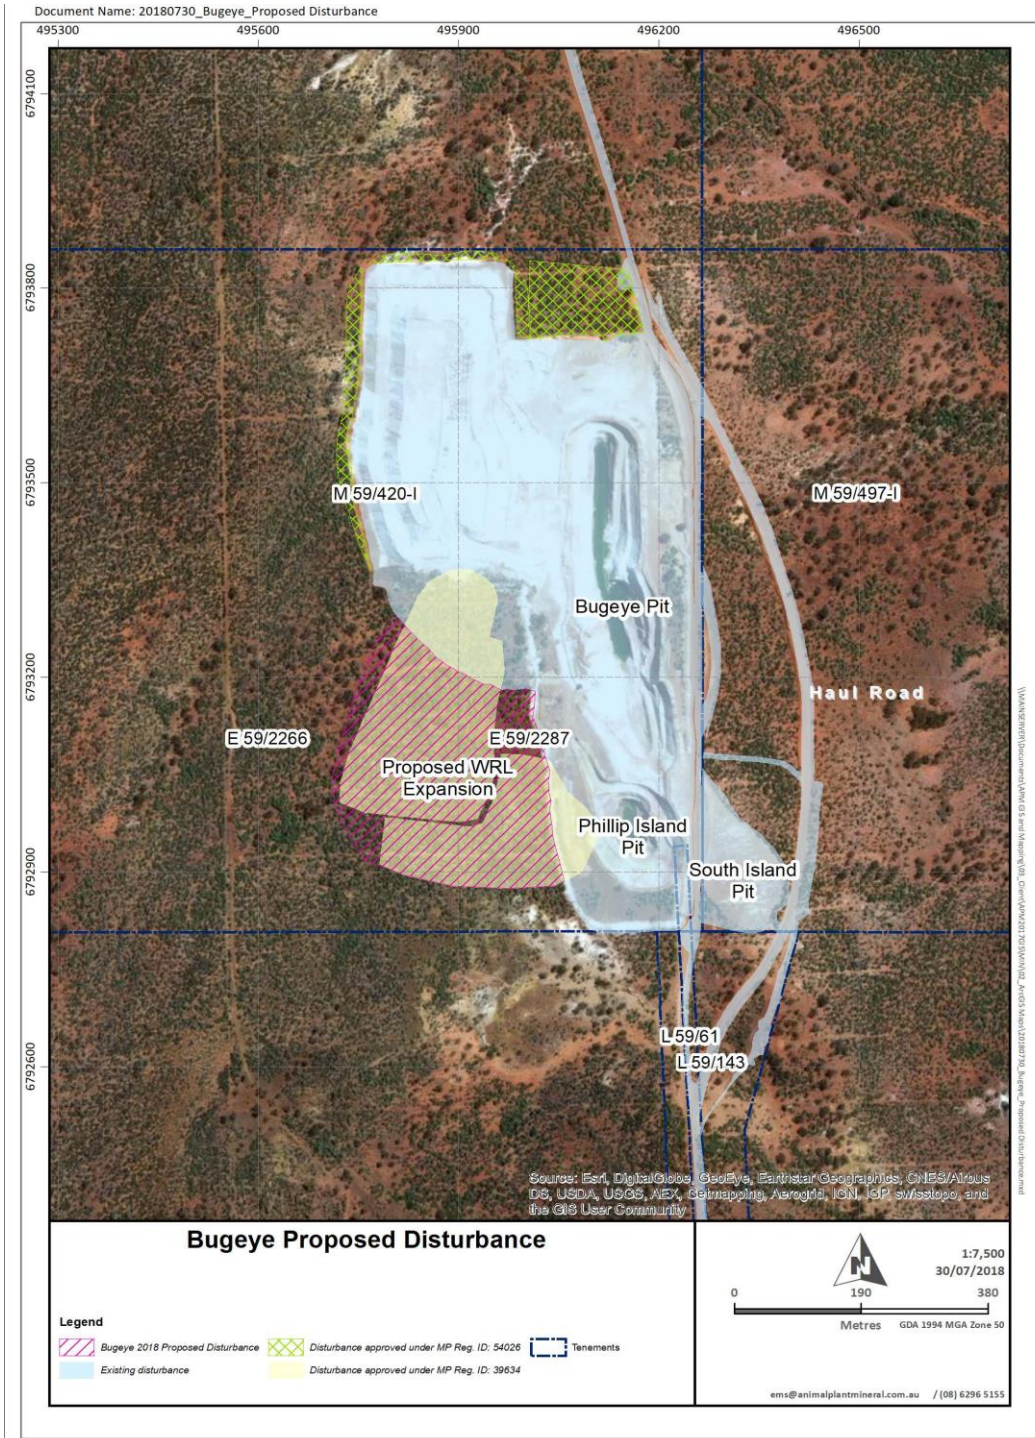 Document Name: 20180730_Bugeye_Proposed Disturbance
495300 495600 495900 496200 496500
6794100
6793800
6793500
6793200
6792900
6792600
M 59/420-I
M 59/497-I
Bugeye Pit
Haul Road
E 59/2266
E 59/2287
Proposed WRL
Expansion
Phillip Island
Pit
South Island
Pit
L 59/61
L 59/143
Source: Esri, DigitalGlobe, GeoEye, Earthstar Geographics, CNES/Airbus
DS, USDA, USGS, AEX, Getmapping, Aerogrid, IGN, IGP, swisstopo, and
the GIS User Community
Bugeye Proposed Disturbance
Legend
Bugeye 2018 Proposed Disturbance
Disturbance approved under MP Reg. ID: 54026
Tenements
Existing disturbance
Disturbance approved under MP Reg. ID: 39634
N
1:7,500
30/07/2018
0 190 380
Metres
GDA 1994 MGA Zone 50
ems@animalplantmineral.com.au / (08) 6296 5155